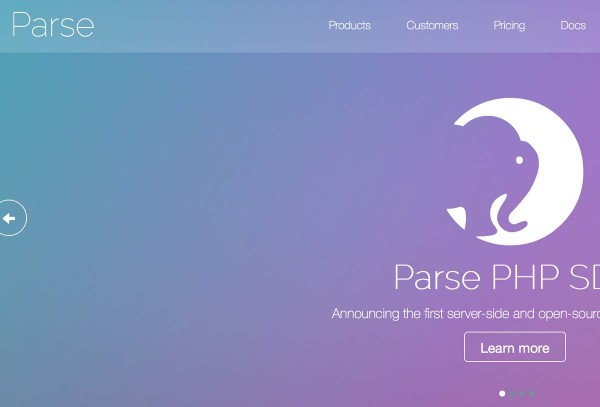 Parse
Products Customers Pricing Docs
Parse PHP SD
Announcing the first server-side and open-sourc
Learn more